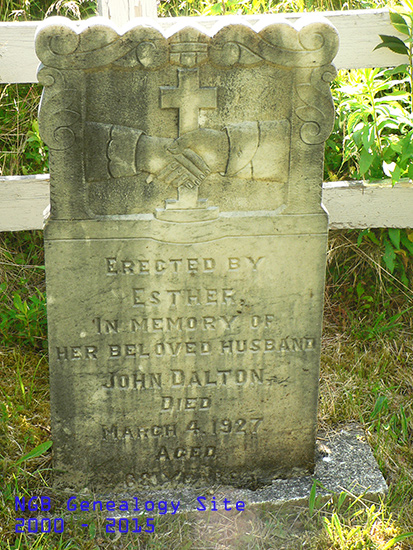 ERECTED BY
ESTHER
IN MEMORY OF
HER BELOVED HUSBAND
JOHN DALTON
DIED
MARCH 4, 1927
AGED
NGB Genealogy Site
2000 - 2015